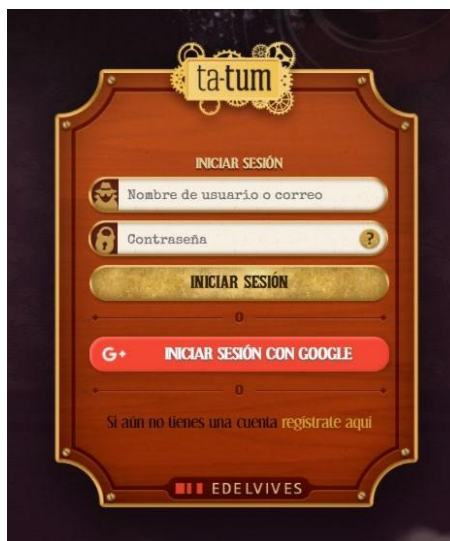 ta-tum
INICIAR SESIÓN
Nombre de usuario o correo
Contraseña ?
INICIAR SESIÓN
O
G+ INICIAR SESIÓN CON GOOGLE
O
Si aún no tienes una cuenta regístrate aquí
EDELVIVES